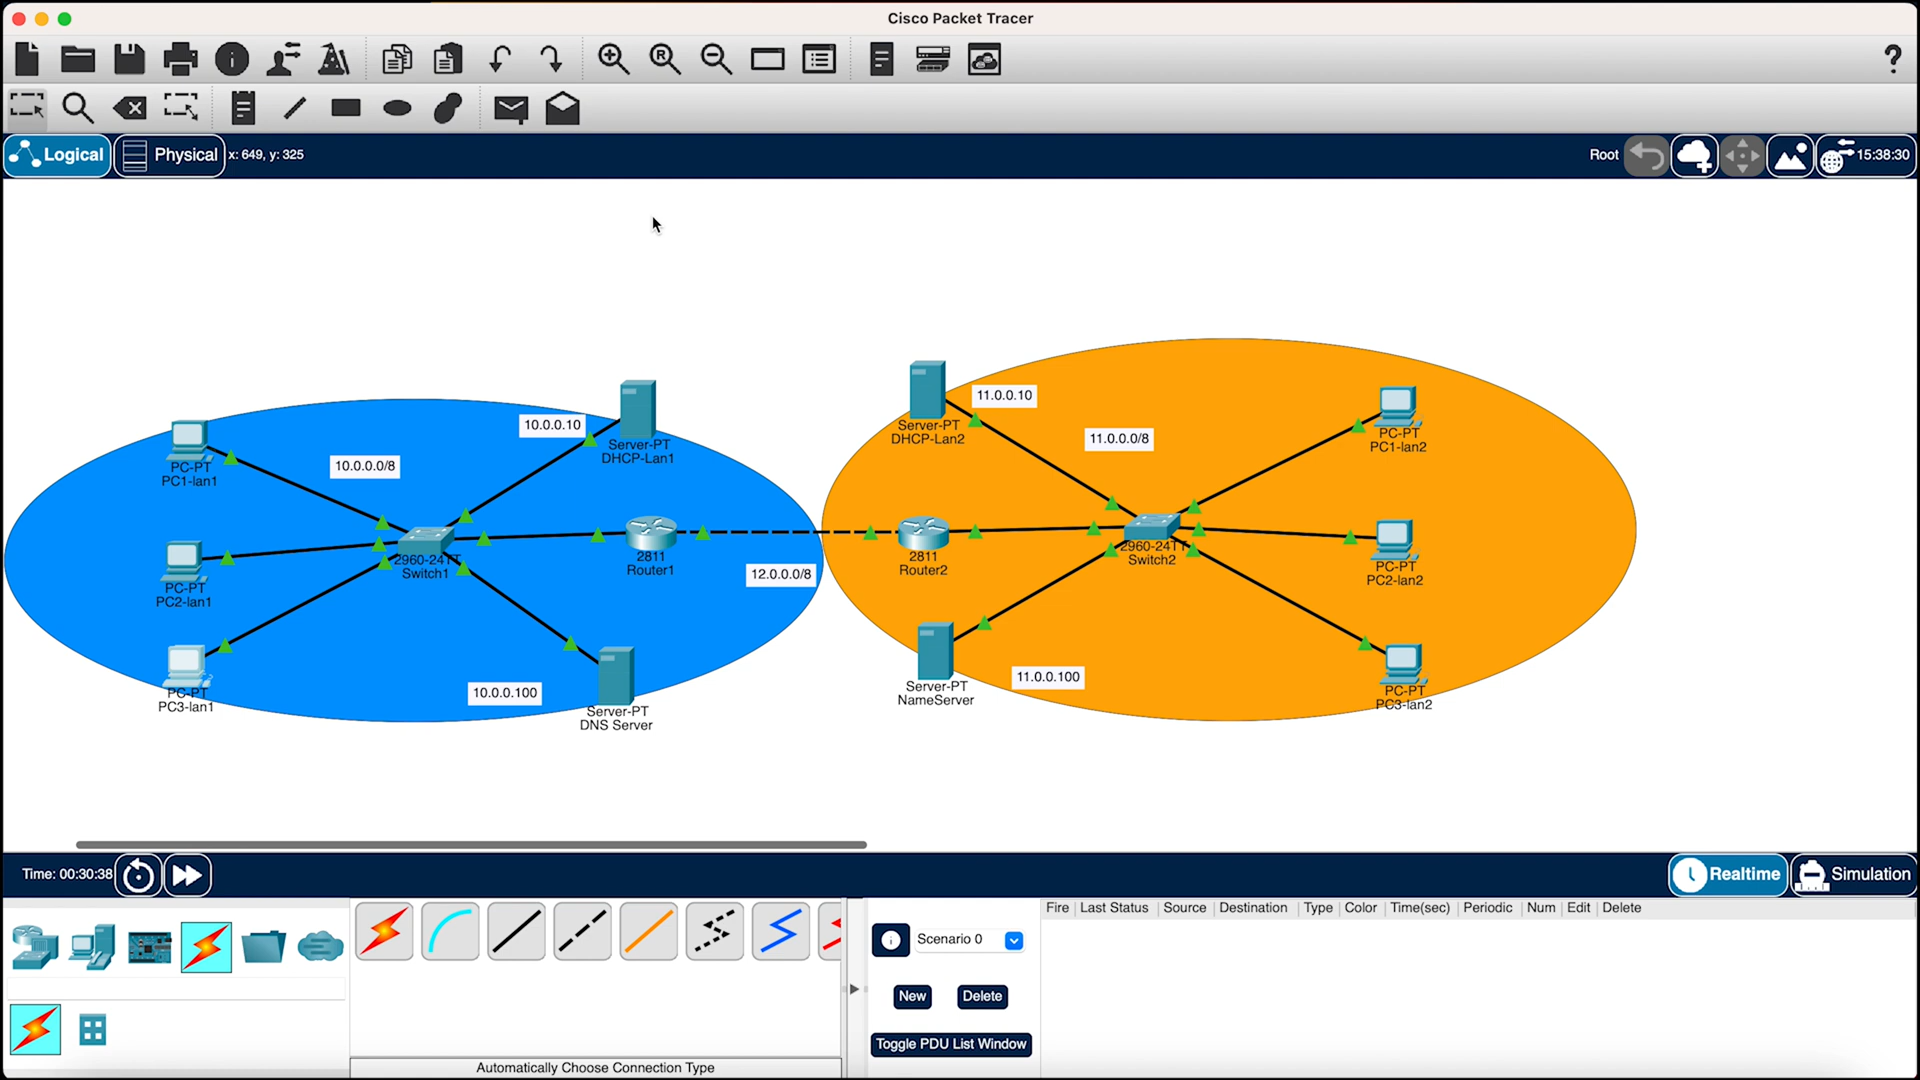 Cisco Packet Tracer
Logical
Physical
x: 649, y: 325
Root
15:38:30
11.0.0.10
Server-PT
DHCP-Lan2
10.0.0.10
Server-PT
DHCP-Lan1
11.0.0.0/8
PC-PT
PC1-lan2
10.0.0.0/8
PC-PT
PC1-lan1
2960-24TT
Switch1
2811
Router1
12.0.0.0/8
2811
Router2
2960-24TT
Switch2
PC-PT
PC2-lan2
PC-PT
PC2-lan1
PC-PT
PC3-lan1
10.0.0.100
Server-PT
DNS Server
Server-PT
NameServer
11.0.0.100
PC-PT
PC3-lan2
Time: 00:30:38
Realtime
Simulation
Scenario 0
New
Delete
Toggle PDU List Window
Fire Last Status Source Destination Type Color Time(sec) Periodic Num Edit Delete
Automatically Choose Connection Type